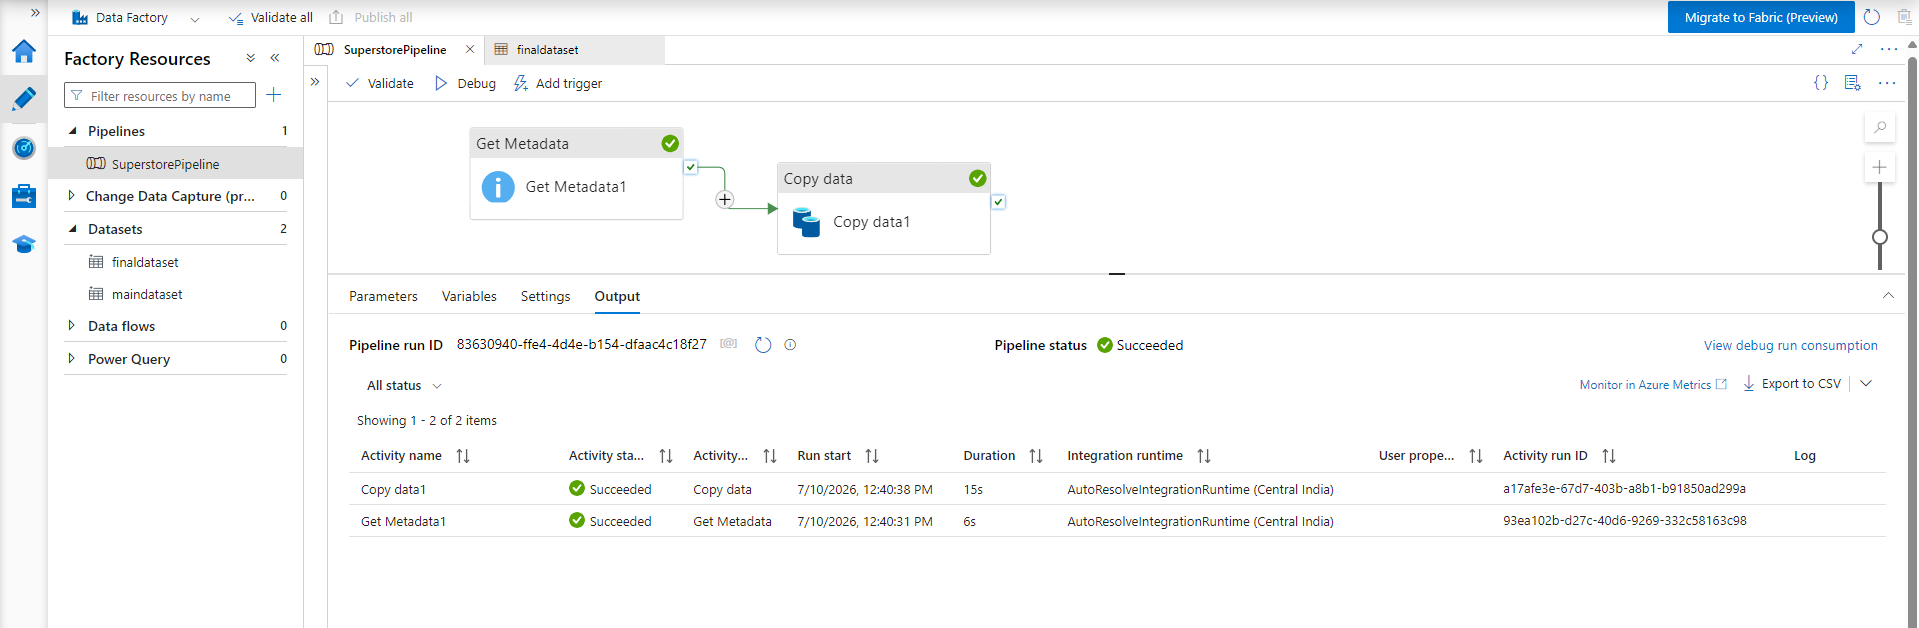 Data Factory
Validate all
Publish all
Migrate to Fabric (Preview)
Factory Resources
Filter resources by name
Pipelines 1
SuperstorePipeline
Change Data Capture (pr... 0
Datasets 2
finaldataset
maindataset
Data flows 0
Power Query 0
SuperstorePipeline
finaldataset
Validate
Debug
Add trigger
Get Metadata
Get Metadata1
Copy data
Copy data1
Parameters
Variables
Settings
Output
Pipeline run ID 83630940-ffe4-4d4e-b154-dfaac4c18f27
Pipeline status Succeeded
View debug run consumption
All status
Monitor in Azure Metrics
Export to CSV
Showing 1 - 2 of 2 items
Activity name Activity sta... Activity... Run start Duration Integration runtime User prope... Activity run ID Log
Copy data1 Succeeded Copy data 7/10/2026, 12:40:38 PM 15s AutoResolveIntegrationRuntime (Central India) a17afe3e-67d7-403b-a8b1-b91850ad299a
Get Metadata1 Succeeded Get Metadata 7/10/2026, 12:40:31 PM 6s AutoResolveIntegrationRuntime (Central India) 93ea102b-d27c-40d6-9269-332c58163c98